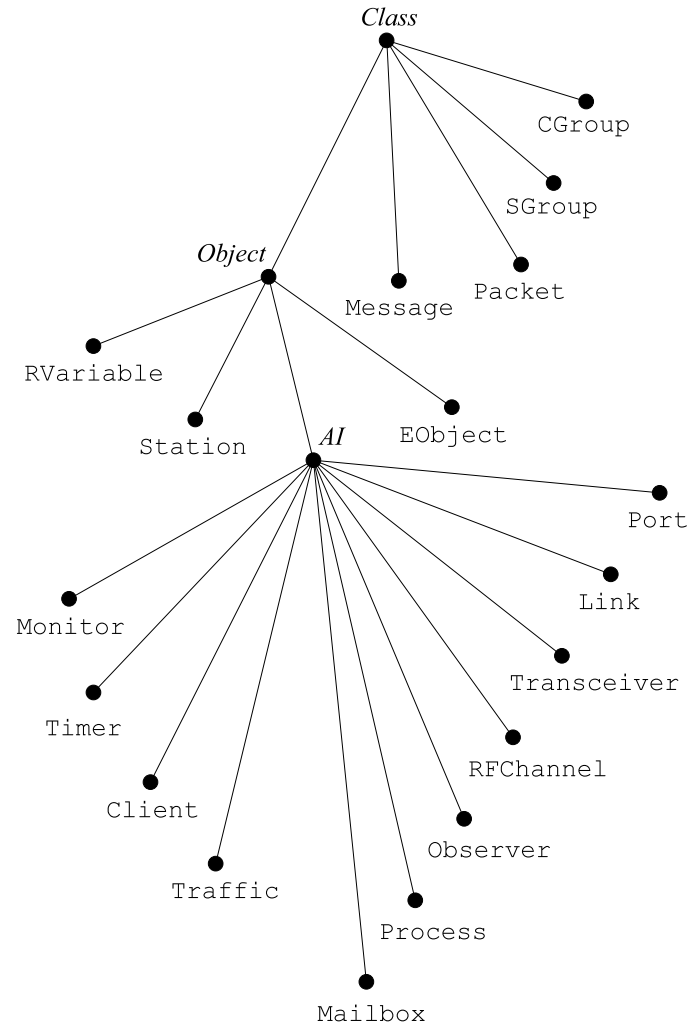 Class
CGroup
SGroup
Object
Packet
Message
RVariable
Station
AI
EObject
Port
Link
Monitor
Transceiver
Timer
RFChannel
Client
Observer
Traffic
Process
Mailbox